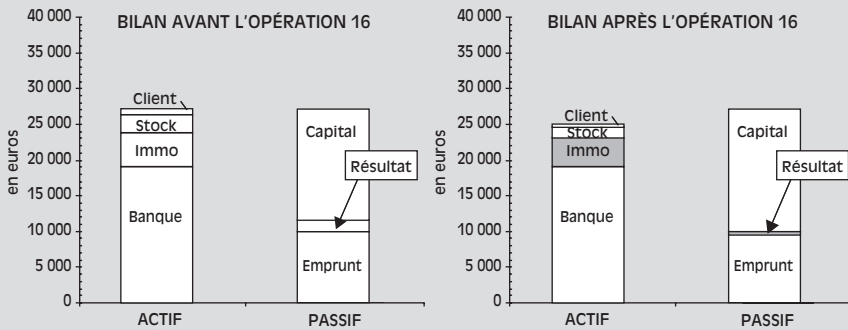 BILAN AVANT L'OPÉRATION 16
en euros
40 000
35 000
30 000
25 000
20 000
15 000
10 000
5 000
0
Client
Stock
Immo
Banque
Capital
Résultat
Emprunt
ACTIF
PASSIF
BILAN APRÈS L'OPÉRATION 16
en euros
40 000
35 000
30 000
25 000
20 000
15 000
10 000
5 000
0
Client
Stock
Immo
Banque
Capital
Résultat
Emprunt
ACTIF
PASSIF